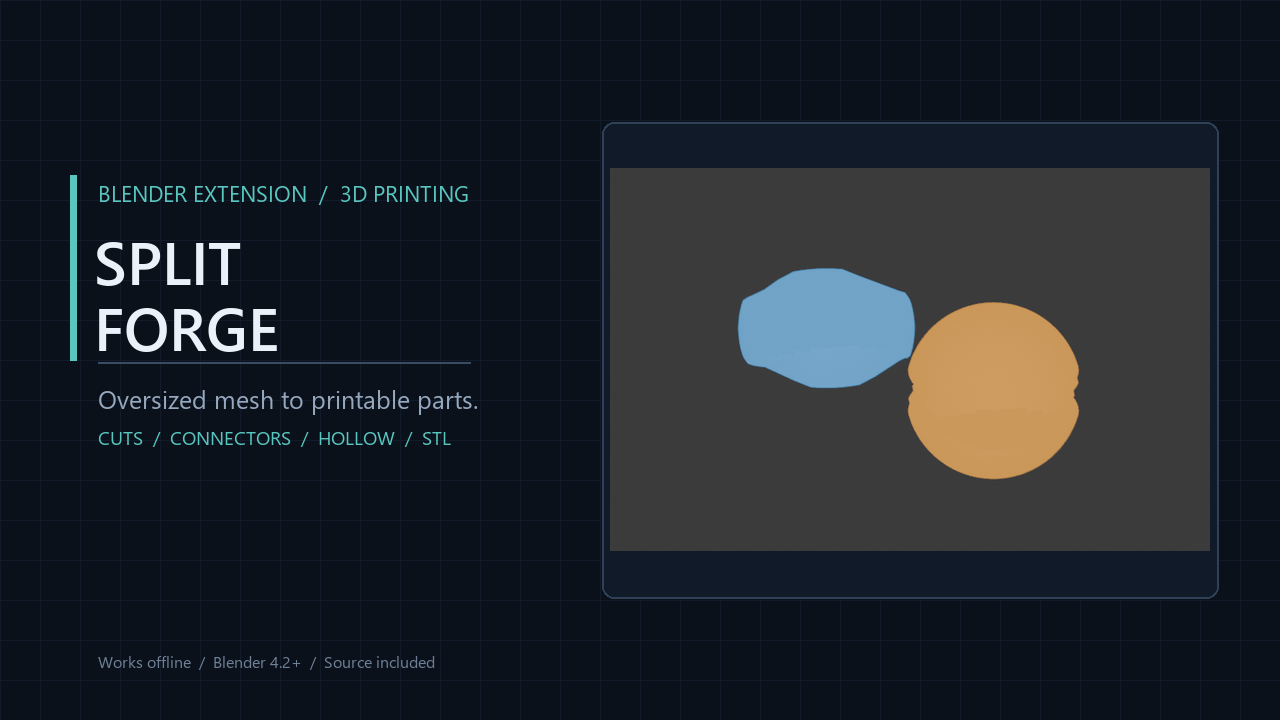 BLENDER EXTENSION / 3D PRINTING
SPLIT
FORGE
Oversized mesh to printable parts.
CUTS / CONNECTORS / HOLLOW / STL
Works offline / Blender 4.2+ / Source included